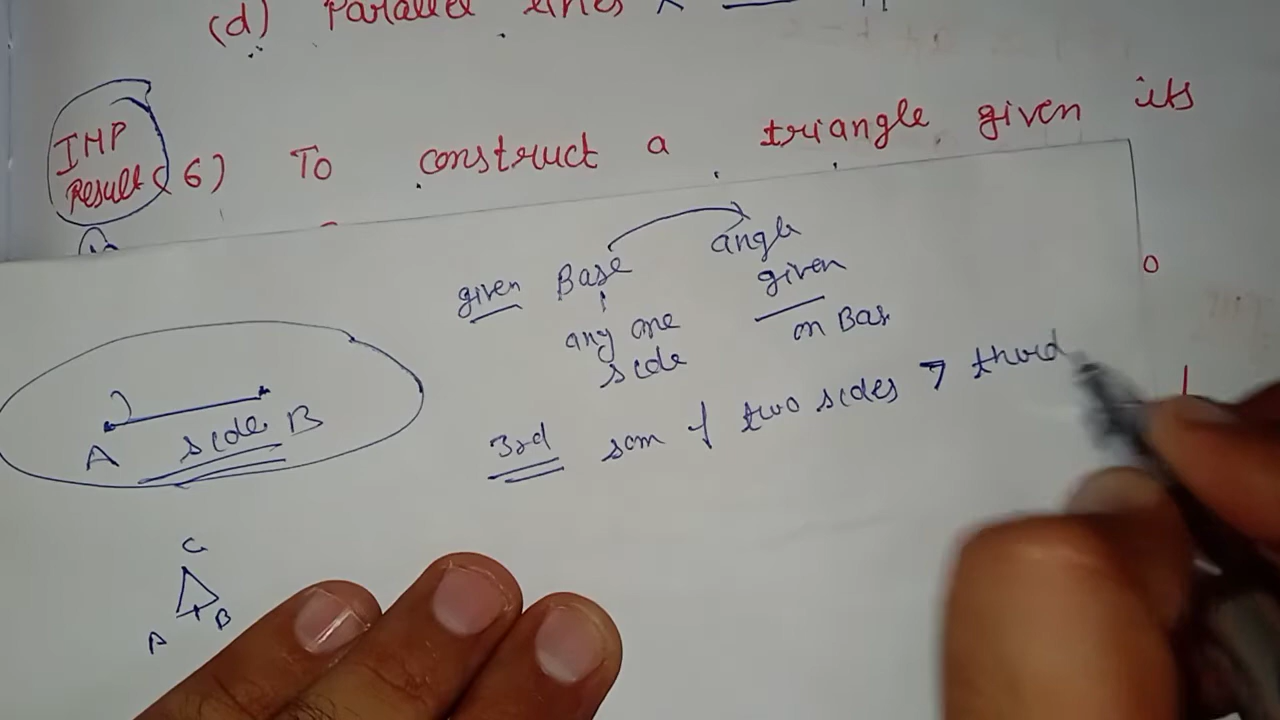 (d) Parallel lines
IMP
Result (6) To construct a triangle given its
given Base angle
given
any one
side
on Bas
A side B
3rd sum of two sides > third
C
A B